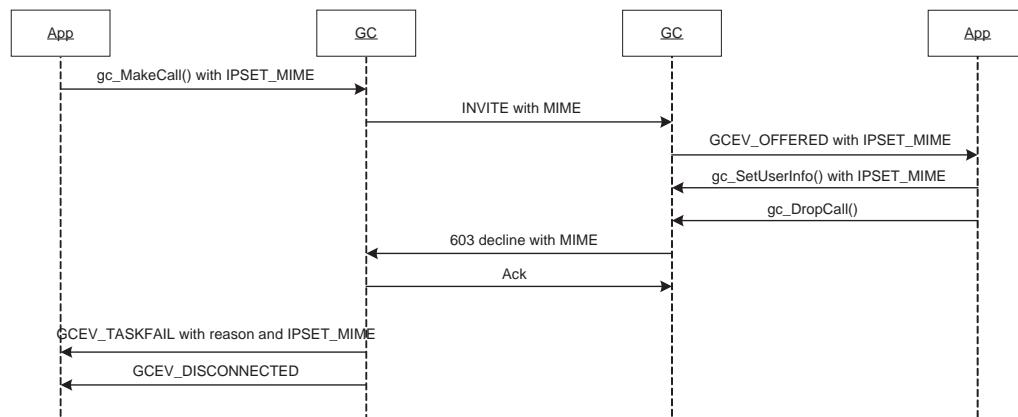 App
GC
GC
App
gc_MakeCall() with IPSET_MIME
INVITE with MIME
GCEV_OFFERED with IPSET_MIME
gc_SetUserInfo() with IPSET_MIME
gc_DropCall()
603 decline with MIME
Ack
GCEV_TASKFAIL with reason and IPSET_MIME
GCEV_DISCONNECTED